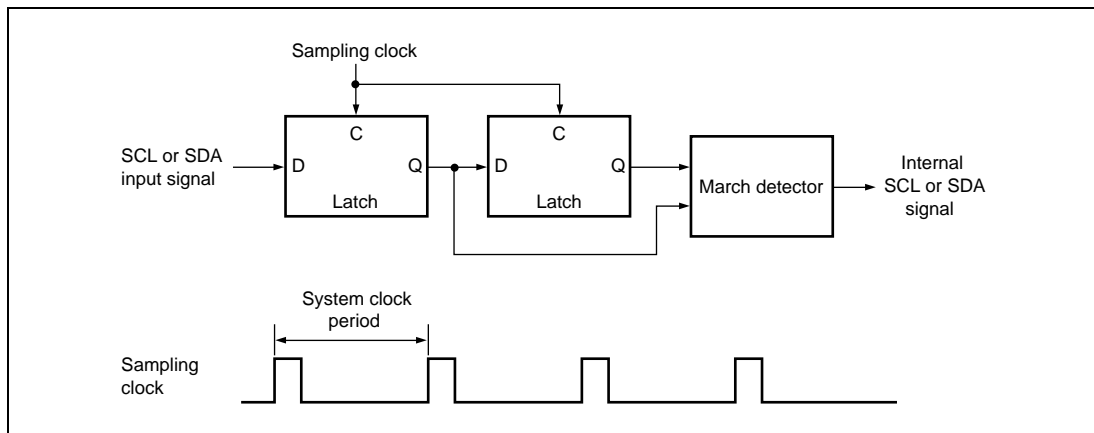 Sampling clock
SCL or SDA
input signal
C
D
Q
Latch
C
D
Q
Latch
March detector
Internal
SCL or SDA
signal
System clock
period
Sampling
clock